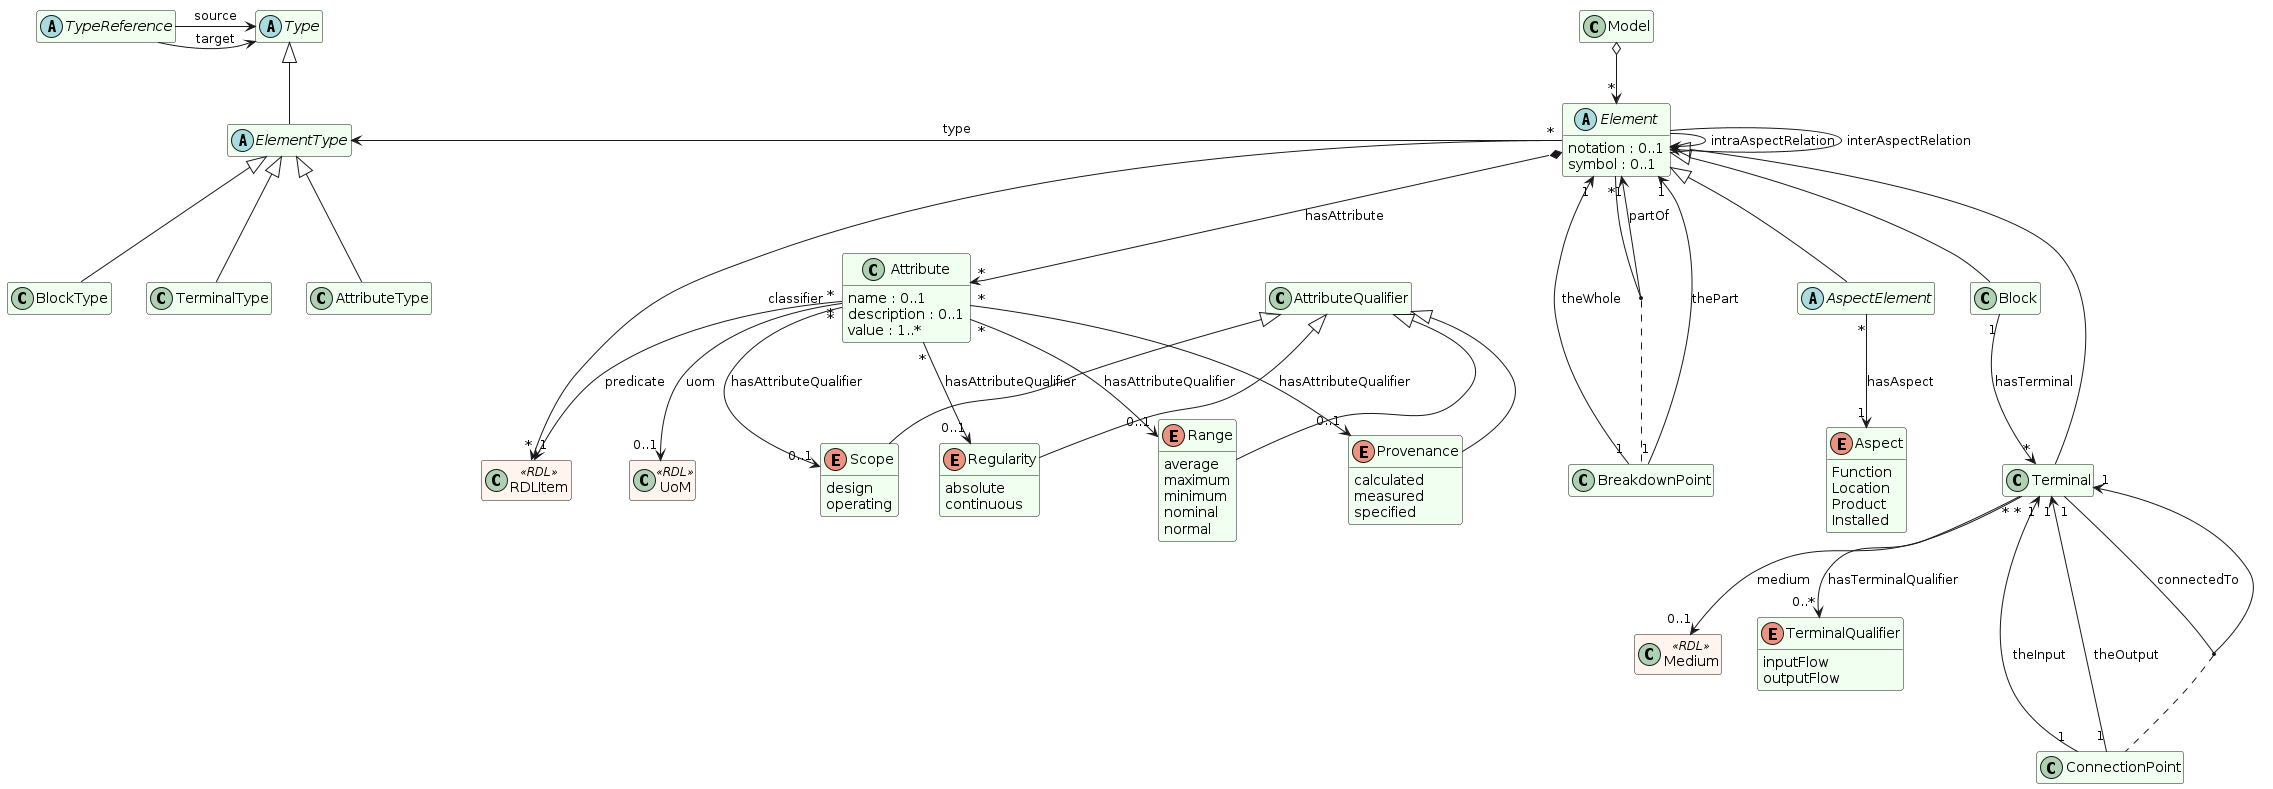 A TypeReference
source
target
A Type
C Model
*
A Element
notation : 0..1
symbol : 0..1
intraAspectRelation
interAspectRelation
A ElementType
type
*
C BlockType
C TerminalType
C AttributeType
hasAttribute
*
1
*
1
1
partOf
C Attribute
name : 0..1
description : 0..1
value : 1..*
classifier
*
*
*
*
*
C AttributeQualifier
theWhole
thePart
A AspectElement
*
C Block
1
predicate
uom
hasAttributeQualifier
hasAttributeQualifier
hasAttributeQualifier
hasAttributeQualifier
hasAspect
hasTerminal
*
1
0..1
0..1
0..1
0..1
0..1
1
1
1
*
C «RDL»
RDLItem
C «RDL»
UoM
E Scope
design
operating
E Regularity
absolute
continuous
E Range
average
maximum
minimum
nominal
normal
E Provenance
calculated
measured
specified
C BreakdownPoint
E Aspect
Function
Location
Product
Installed
C Terminal
1
*
*
1
1
1
medium
hasTerminalQualifier
connectedTo
0..1
0..*
C «RDL»
Medium
E TerminalQualifier
inputFlow
outputFlow
theInput
theOutput
1
1
C ConnectionPoint